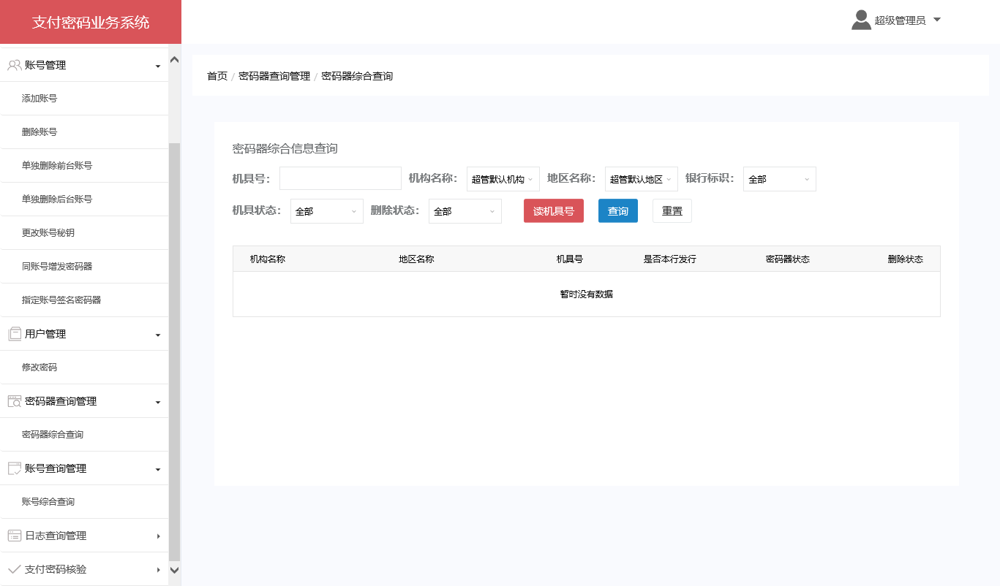 支付密码业务系统
超级管理员
账号管理
添加账号
删除账号
单独删除前台账号
单独删除后台账号
更改账号秘钥
同账号增发密码器
指定账号签名密码器
用户管理
修改密码
密码器查询管理
密码器综合查询
账号查询管理
账号综合查询
日志查询管理
支付密码核验
首页 / 密码器查询管理 / 密码器综合查询
密码器综合信息查询
机具号： 机构名称： 超管默认机构 地区名称： 超管默认地区 银行标识： 全部
机具状态： 全部 删除状态： 全部 读机具号 查询 重置
机构名称 地区名称 机具号 是否本行发行 密码器状态 删除状态
暂时没有数据